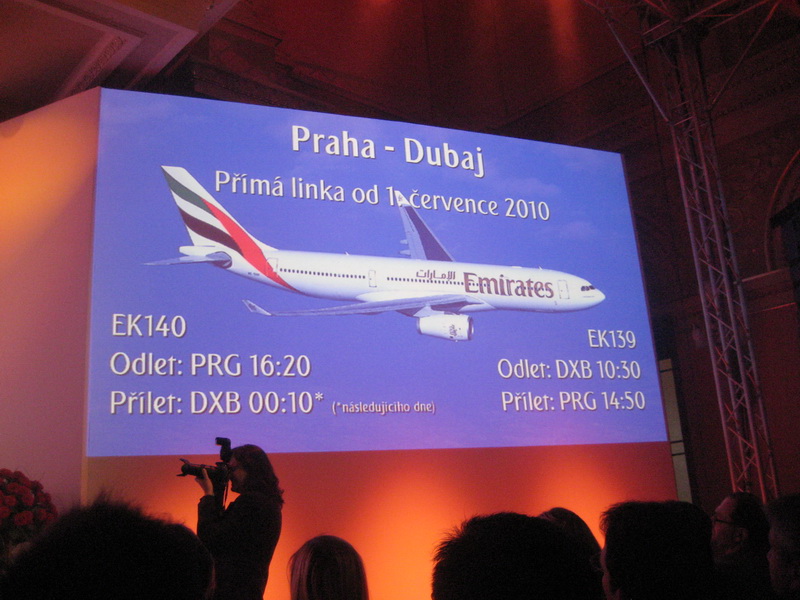 Praha - Dubaj
Přímá linka od 1. července 2010
الإمارات Emirates
EK140
Odlet: PRG 16:20
Přílet: DXB 00:10* (*následujícího dne)
EK139
Odlet: DXB 10:30
Přílet: PRG 14:50